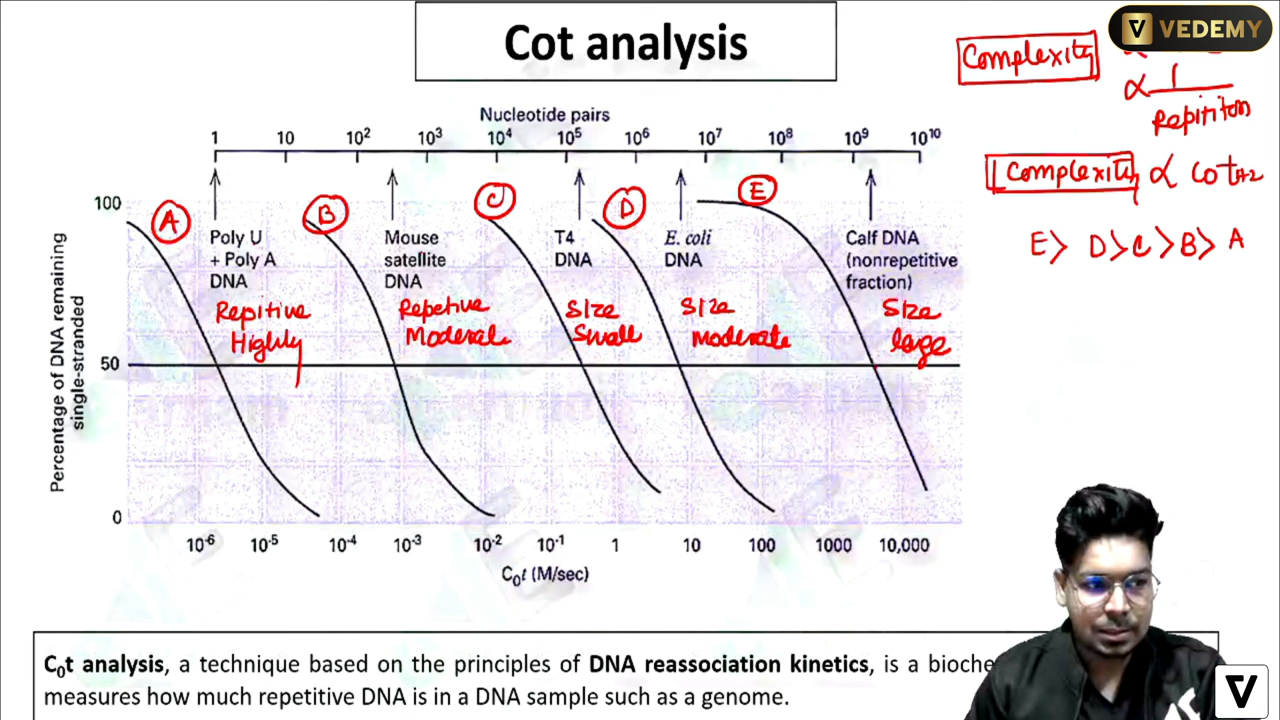 Cot analysis
VEDEMY
Complexity ∝
∝ 1
Repititon
Complexity ∝ cot1/2
E> D>C>B> A
Nucleotide pairs
1 10 10² 10³ 10⁴ 10⁵ 10⁶ 10⁷ 10⁸ 10⁹ 10¹⁰
A B C D E
Percentage of DNA remaining
single-stranded
100
50
0
Poly U
+ Poly A
DNA
Mouse
satellite
DNA
T4
DNA
E. coli
DNA
Calf DNA
(nonrepetitive
fraction)
Repitive
Highly
Repetive
Moderate
Size
Small
Size
moderate
Size
large
10⁻⁶ 10⁻⁵ 10⁻⁴ 10⁻³ 10⁻² 10⁻¹ 1 10 100 1000 10,000
C₀t (M/sec)
C₀t analysis, a technique based on the principles of DNA reassociation kinetics, is a bioche
measures how much repetitive DNA is in a DNA sample such as a genome.